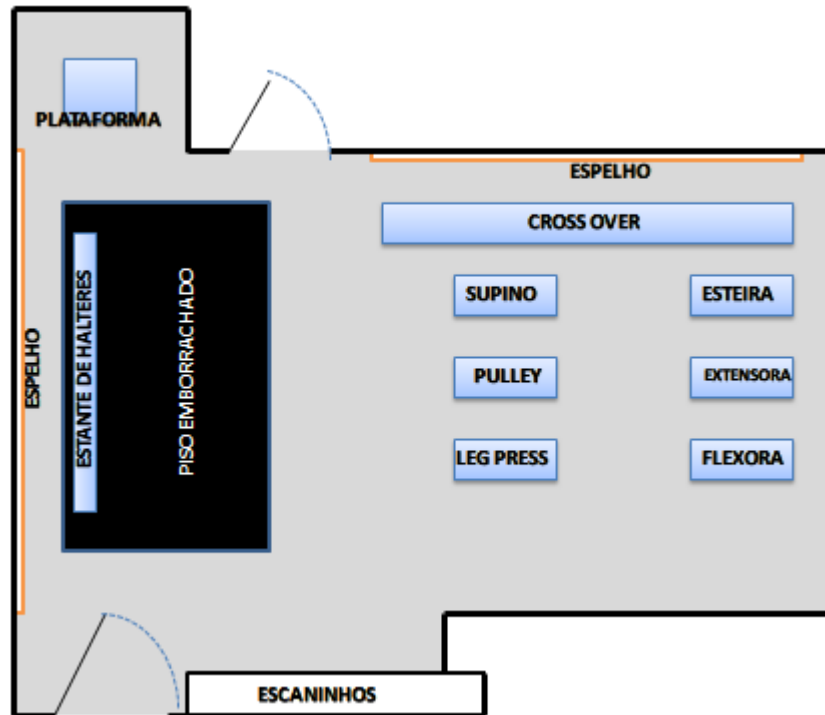 PLATAFORMA
ESPELHO
CROSS OVER
SUPINO
ESTEIRA
PULLEY
EXTENSORA
LEG PRESS
FLEXORA
ESPELHO
ESTANTE DE HALTERES
PISO EMBORRACHADO
ESCANINHOS